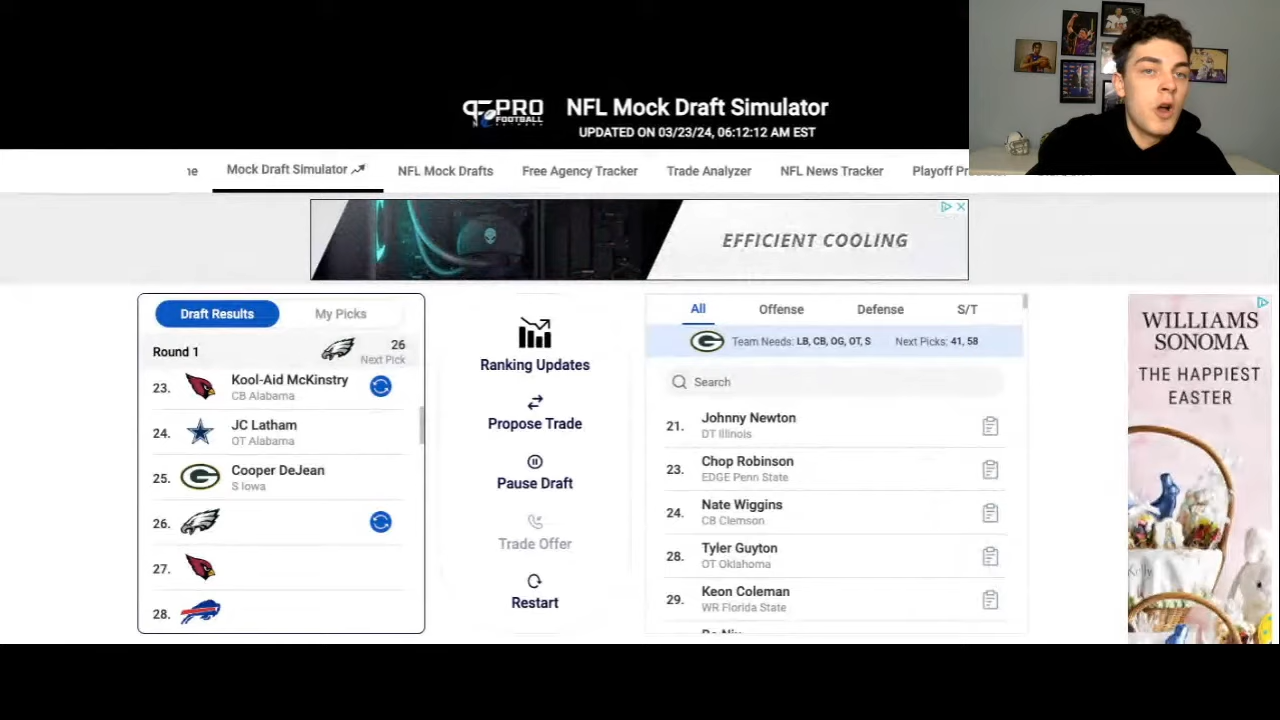 PRO
FOOTBALL
NETWORK
NFL Mock Draft Simulator
UPDATED ON 03/23/24, 06:12:12 AM EST
ne
Mock Draft Simulator
NFL Mock Drafts
Free Agency Tracker
Trade Analyzer
NFL News Tracker
Playoff
EFFICIENT COOLING
Draft Results
My Picks
Round 1
26
Next Pick
23.
Kool-Aid McKinstry
CB Alabama
24.
JC Latham
OT Alabama
25.
Cooper DeJean
S Iowa
26.
27.
28.
Ranking Updates
Propose Trade
Pause Draft
Trade Offer
Restart
All
Offense
Defense
S/T
Team Needs: LB, CB, OG, OT, S
Next Picks: 41, 58
Search
21.
Johnny Newton
DT Illinois
23.
Chop Robinson
EDGE Penn State
24.
Nate Wiggins
CB Clemson
28.
Tyler Guyton
OT Oklahoma
29.
Keon Coleman
WR Florida State
WILLIAMS
SONOMA
THE HAPPIEST
EASTER